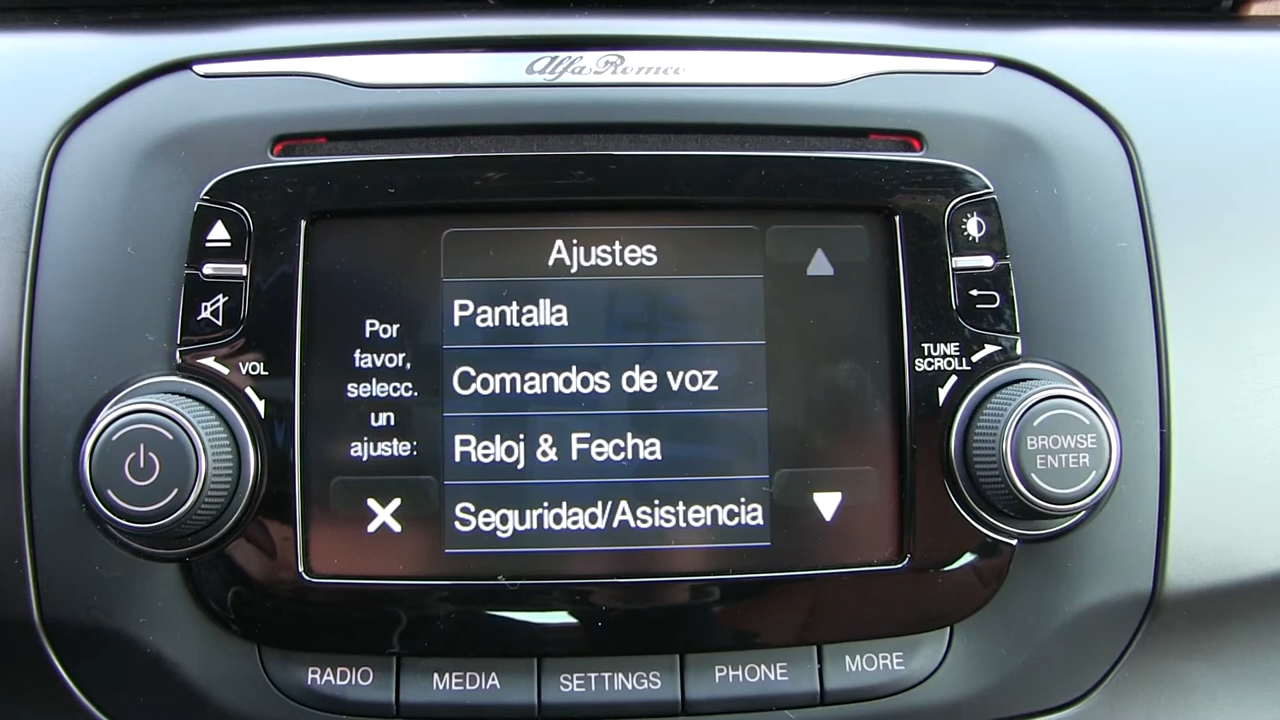 Alfa Romeo
Ajustes
Pantalla
Comandos de voz
Reloj & Fecha
Seguridad/Asistencia
Por
favor,
selecc.
un
ajuste:
VOL
TUNE
SCROLL
BROWSE
ENTER
RADIO
MEDIA
SETTINGS
PHONE
MORE